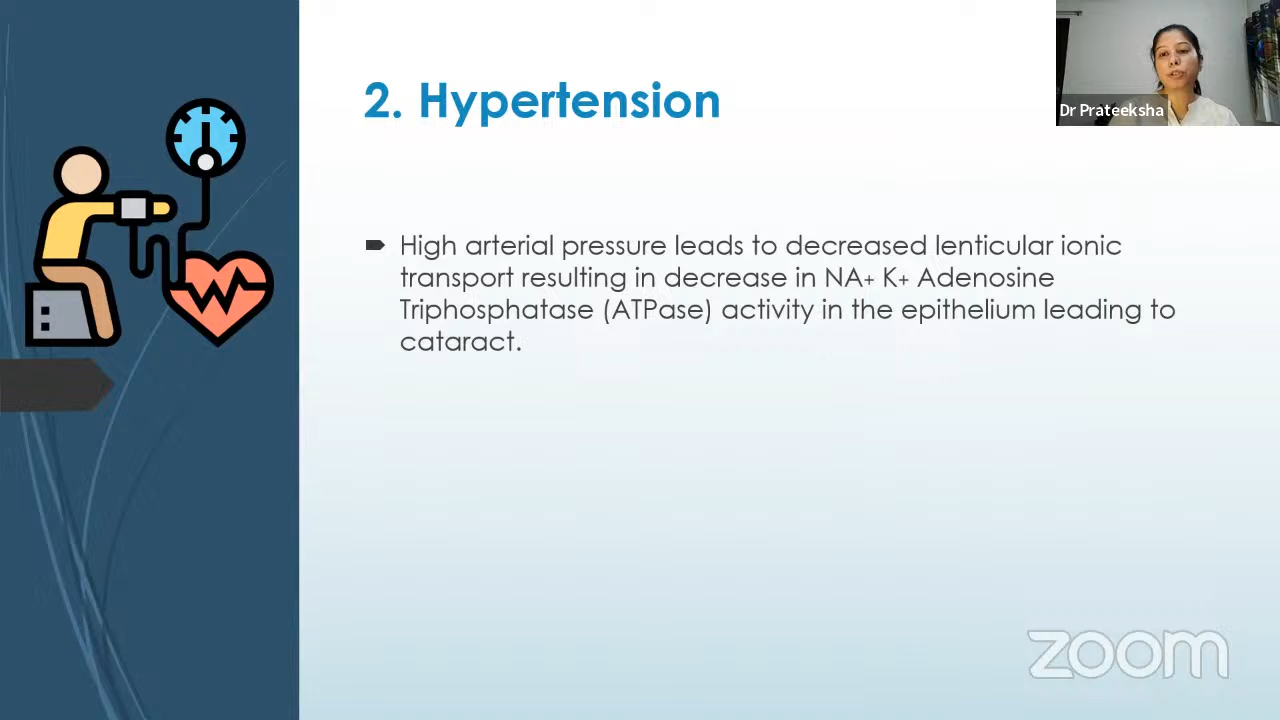 2. Hypertension
Dr Prateeksha
High arterial pressure leads to decreased lenticular ionic
transport resulting in decrease in NA+ K+ Adenosine
Triphosphatase (ATPase) activity in the epithelium leading to
cataract.
zoom